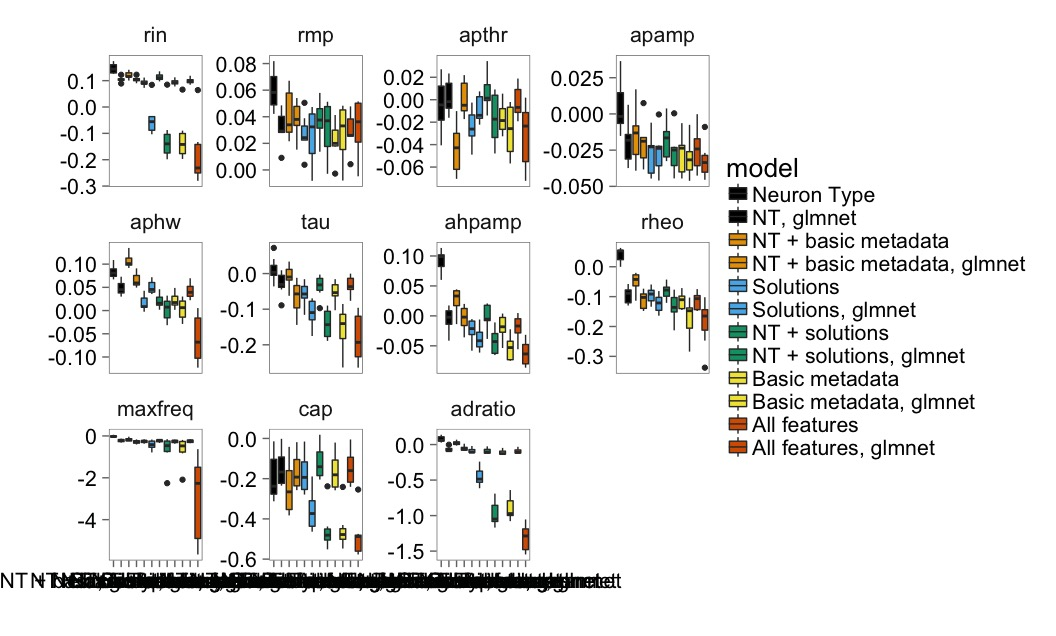 rin rmp apthr apamp
0.1 0.0 -0.1 -0.2 -0.3
0.08 0.06 0.04 0.02 0.00
0.02 0.00 -0.02 -0.04 -0.06
0.025 0.000 -0.025 -0.050
aphw tau ahpamp rheo
0.10 0.05 0.00 -0.05 -0.10
0.0 -0.1 -0.2
0.10 0.05 0.00 -0.05
0.0 -0.1 -0.2 -0.3
maxfreq cap adratio
0 -2 -4
0.0 -0.2 -0.4 -0.6
0.0 -0.5 -1.0 -1.5
model
Neuron Type
NT, glmnet
NT + basic metadata
NT + basic metadata, glmnet
Solutions
Solutions, glmnet
NT + solutions
NT + solutions, glmnet
Basic metadata
Basic metadata, glmnet
All features
All features, glmnet